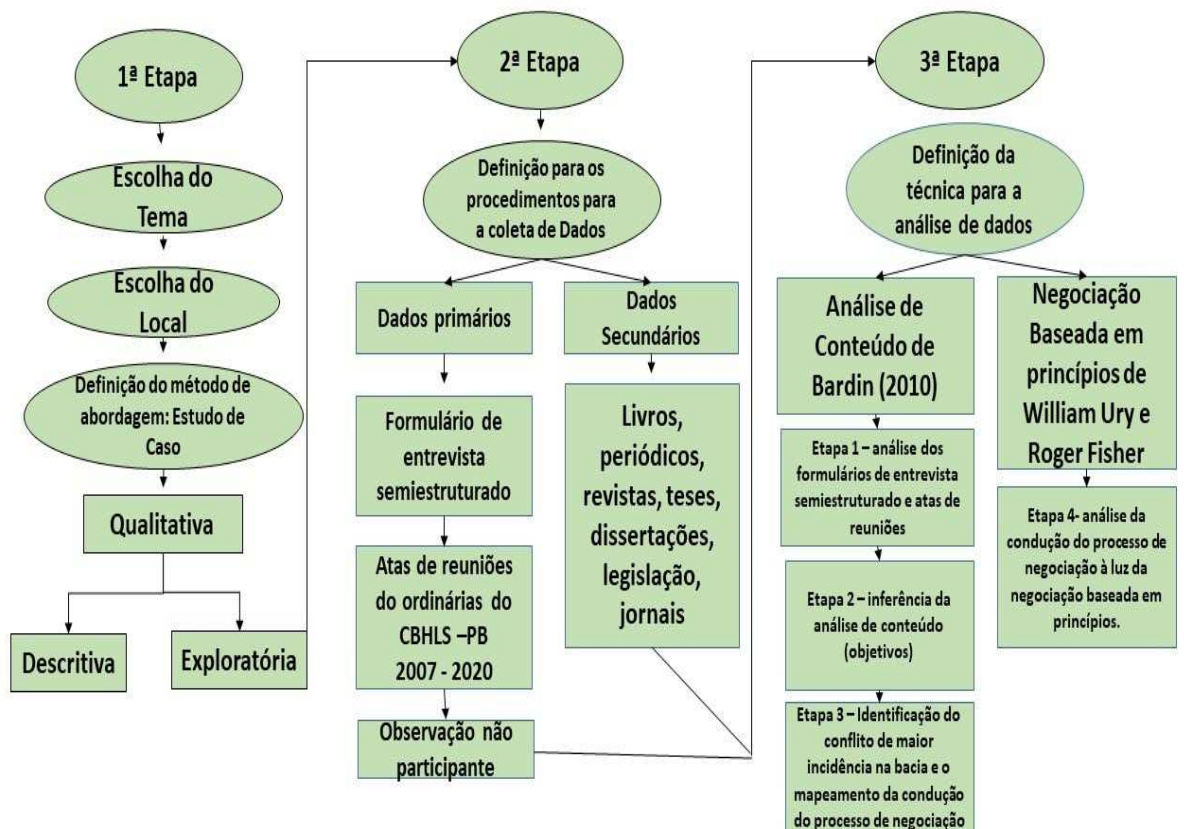 1ª Etapa
Escolha do
Tema
Escolha do
Local
Definição do método de
abordagem: Estudo de
Caso
Qualitativa
Descritiva
Exploratória
2ª Etapa
Definição para os
procedimentos para
a coleta de Dados
Dados primários
Formulário de
entrevista
semiestruturado
Atas de reuniões
do ordinárias do
CBHLS –PB
2007 - 2020
Observação não
participante
Dados
Secundários
Livros,
periódicos,
revistas, teses,
dissertações,
legislação,
jornais
3ª Etapa
Definição da
técnica para a
análise de dados
Análise de
Conteúdo de
Bardin (2010)
Etapa 1 – análise dos
formulários de entrevista
semiestruturado e atas de
reuniões
Etapa 2 – inferência da
análise de conteúdo
(objetivos)
Etapa 3 – Identificação do
conflito de maior
incidência na bacia e o
mapeamento da condução
do processo de negociação
Negociação
Baseada em
princípios de
William Ury e
Roger Fisher
Etapa 4- análise da
condução do processo de
negociação à luz da
negociação baseada em
princípios.